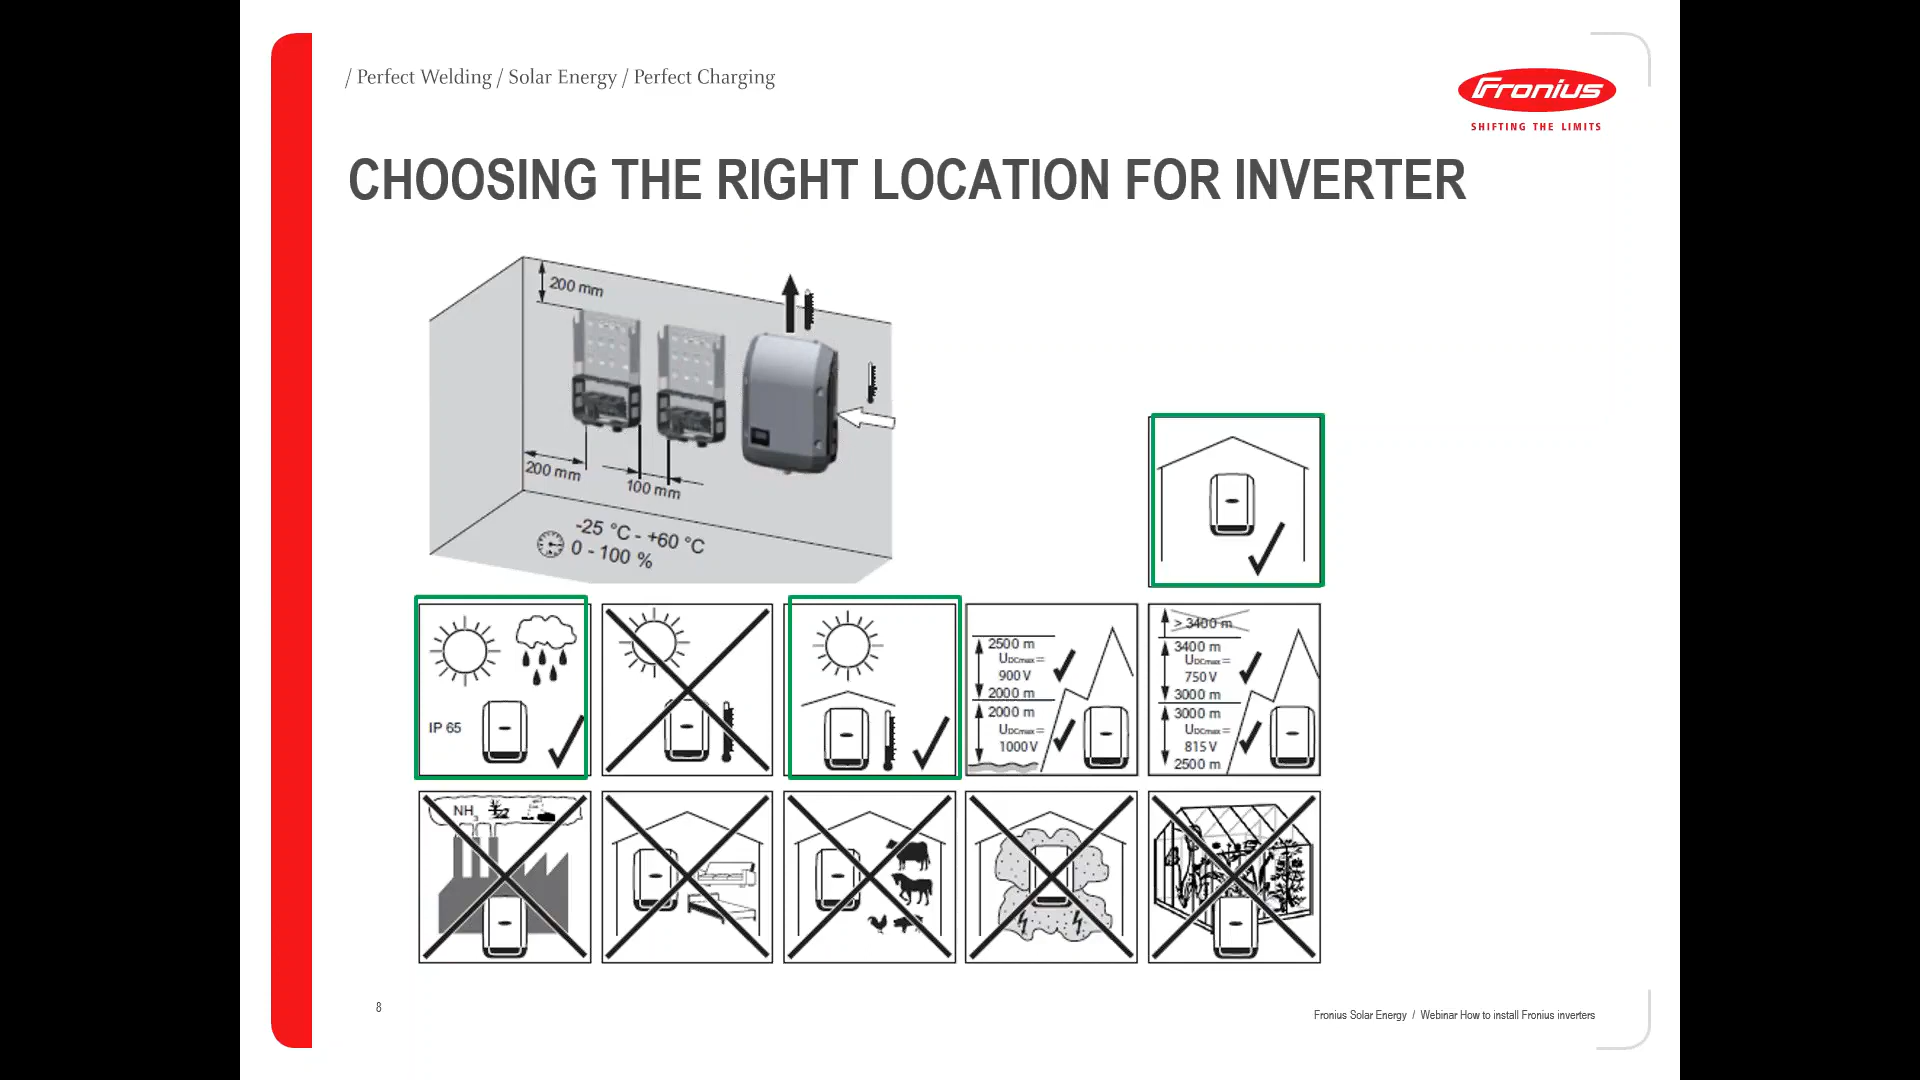 / Perfect Welding / Solar Energy / Perfect Charging
Fronius
SHIFTING THE LIMITS
CHOOSING THE RIGHT LOCATION FOR INVERTER
200 mm
200 mm
100 mm
-25 °C - +60 °C
0 - 100 %
IP 65
2500 m
UDCmax =
900 V
2000 m
2000 m
UDCmax =
1000 V
> 3400 m
3400 m
UDCmax =
750 V
3000 m
3000 m
UDCmax =
815 V
2500 m
NH3
8
Fronius Solar Energy / Webinar How to install Fronius inverters